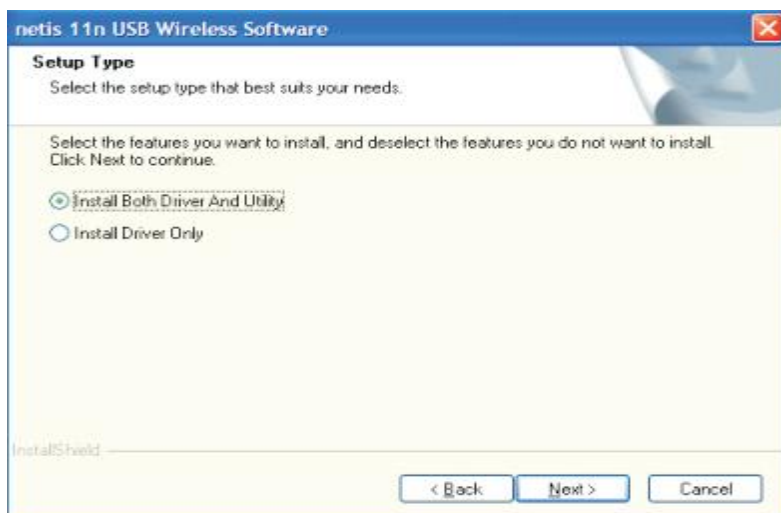 netis 11n USB Wireless Software
Setup Type
Select the setup type that best suits your needs.
Select the features you want to install, and deselect the features you do not want to install.
Click Next to continue.
Install Both Driver And Utility
Install Driver Only
InstallShield
< Back
Next >
Cancel